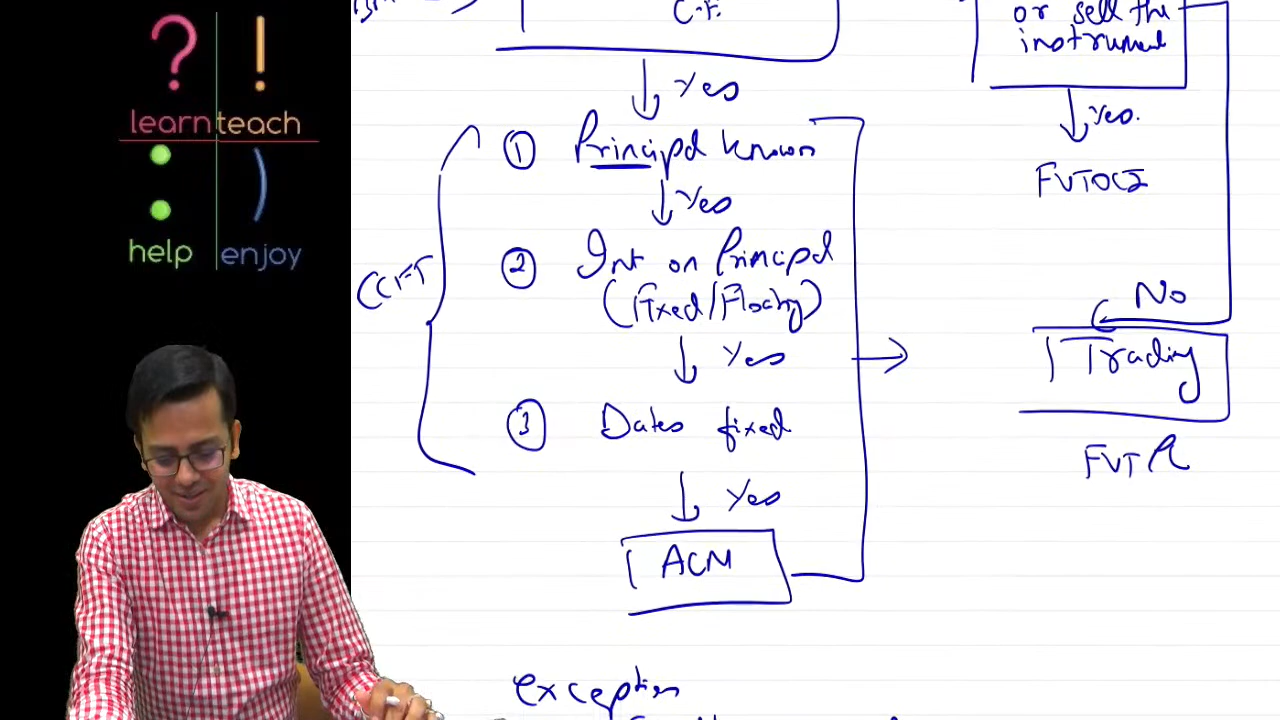 ?
!
learn teach
help enjoy
C.F.
Yes
① Principal known
Yes
② Int on Principal
(Fixed/Floating)
Yes
③ Dates fixed
Yes
ACM
CCFT
exception
or sell the
instrument
Yes.
FVTOCI
No
Trading
FVTPL